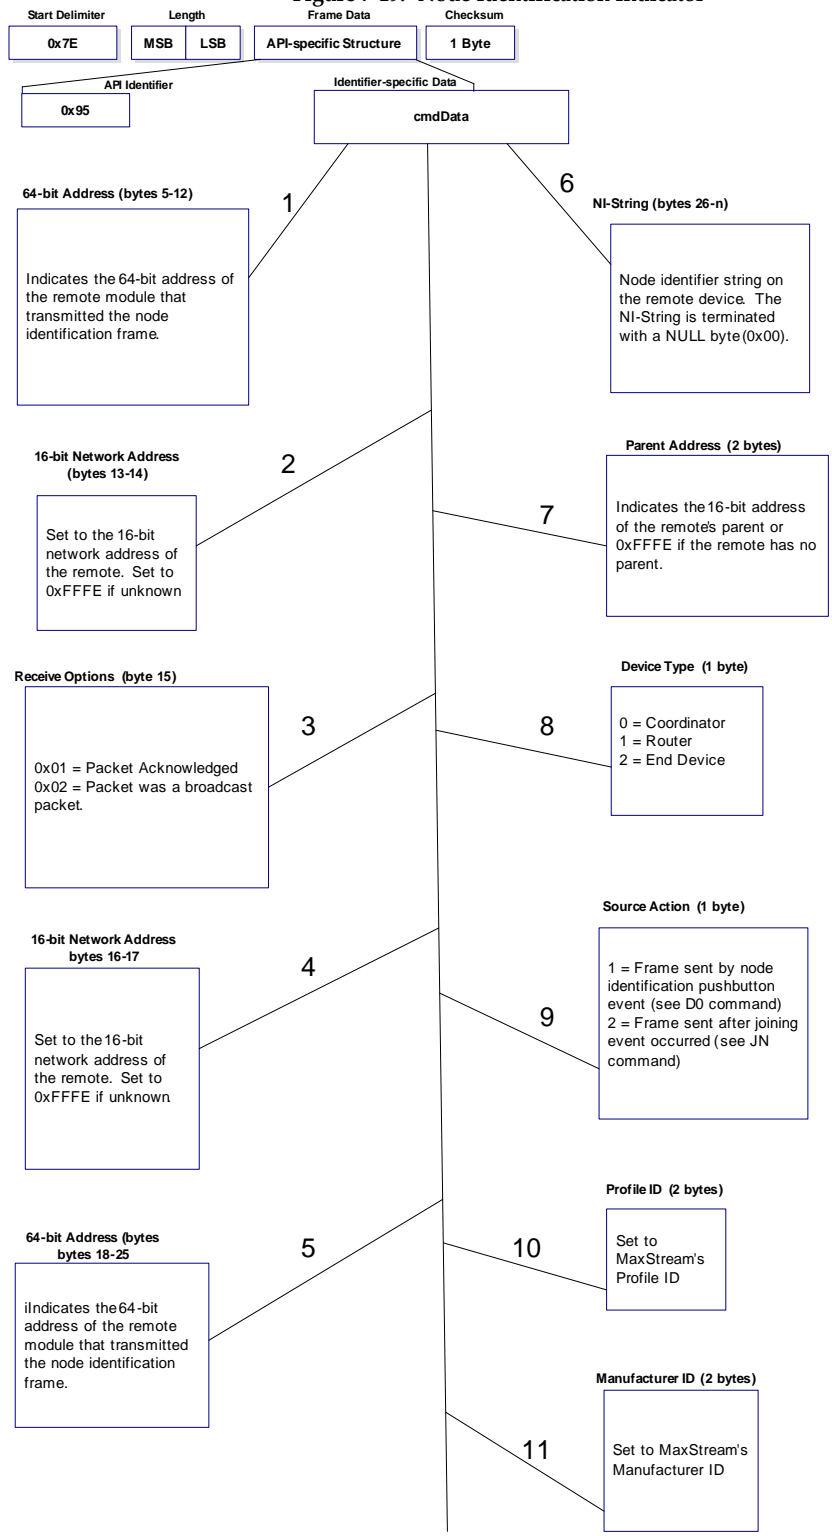 Start Delimiter
Length
Frame Data
Checksum
0x7E
MSB
LSB
API-specific Structure
1 Byte
API Identifier
Identifier-specific Data
0x95
cmdData
1
64-bit Address (bytes 5-12)
Indicates the 64-bit address of
the remote module that
transmitted the node
identification frame.
6
NI-String (bytes 26-n)
Node identifier string on
the remote device. The
NI-String is terminated
with a NULL byte (0x00).
2
16-bit Network Address
(bytes 13-14)
Set to the 16-bit
network address of
the remote. Set to
0xFFFE if unknown
7
Parent Address (2 bytes)
Indicates the 16-bit address
of the remote's parent or
0xFFFE if the remote has no
parent.
3
Receive Options (byte 15)
0x01 = Packet Acknowledged
0x02 = Packet was a broadcast
packet.
8
Device Type (1 byte)
0 = Coordinator
1 = Router
2 = End Device
4
16-bit Network Address
bytes 16-17
Set to the 16-bit
network address of
the remote. Set to
0xFFFE if unknown.
9
Source Action (1 byte)
1 = Frame sent by node
identification pushbutton
event (see D0 command)
2 = Frame sent after joining
event occurred (see JN
command)
5
64-bit Address (bytes
bytes 18-25
iIndicates the 64-bit
address of the remote
module that transmitted
the node identification
frame.
10
Profile ID (2 bytes)
Set to
MaxStream's
Profile ID
11
Manufacturer ID (2 bytes)
Set to MaxStream's
Manufacturer ID